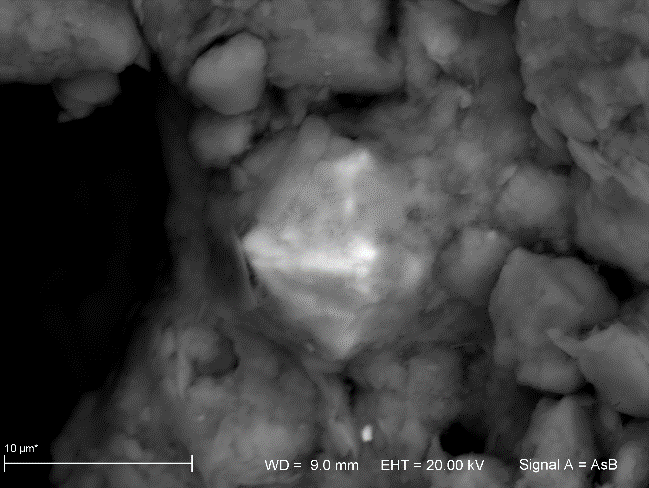 10 µm*
WD = 9.0 mm EHT = 20.00 kV Signal A = AsB